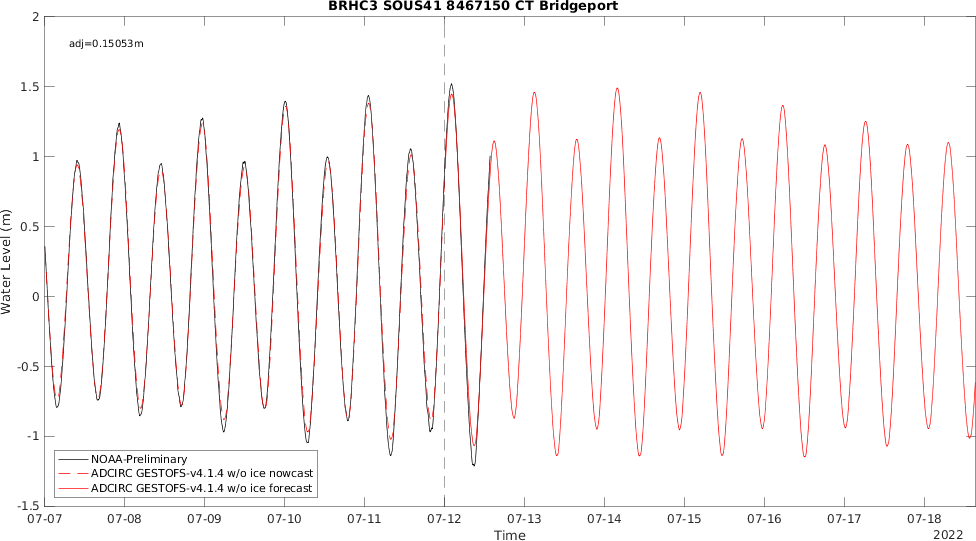 BRHC3 SOUS41 8467150 CT Bridgeport
adj=0.15053m
2
1.5
1
0.5
0
-0.5
-1
-1.5
Water Level (m)
NOAA-Preliminary
ADCIRC GESTOFS-v4.1.4 w/o ice nowcast
ADCIRC GESTOFS-v4.1.4 w/o ice forecast
07-07 07-08 07-09 07-10 07-11 07-12 07-13 07-14 07-15 07-16 07-17 07-18
Time
2022